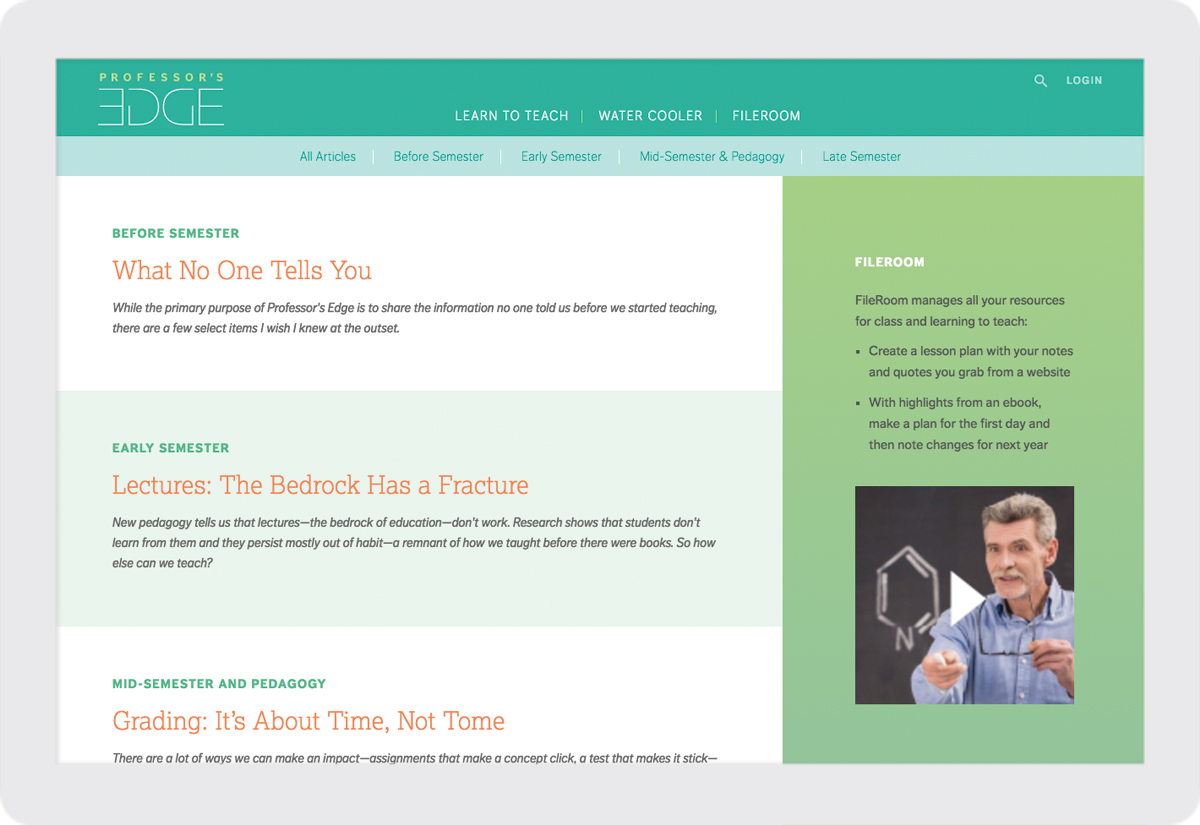 PROFESSOR'S
EDGE
LOGIN
LEARN TO TEACH
WATER COOLER
FILEROOM
All Articles
Before Semester
Early Semester
Mid-Semester & Pedagogy
Late Semester
BEFORE SEMESTER
What No One Tells You
While the primary purpose of Professor's Edge is to share the information no one told us before we started teaching,
there are a few select items I wish I knew at the outset.
EARLY SEMESTER
Lectures: The Bedrock Has a Fracture
New pedagogy tells us that lectures—the bedrock of education—don't work. Research shows that students don't
learn from them and they persist mostly out of habit—a remnant of how we taught before there were books. So how
else can we teach?
MID-SEMESTER AND PEDAGOGY
Grading: It's About Time, Not Tome
There are a lot of ways we can make an impact—assignments that make a concept click, a test that makes it stick—
FILEROOM
FileRoom manages all your resources
for class and learning to teach:
▪ Create a lesson plan with your notes
and quotes you grab from a website
▪ With highlights from an ebook,
make a plan for the first day and
then note changes for next year
N